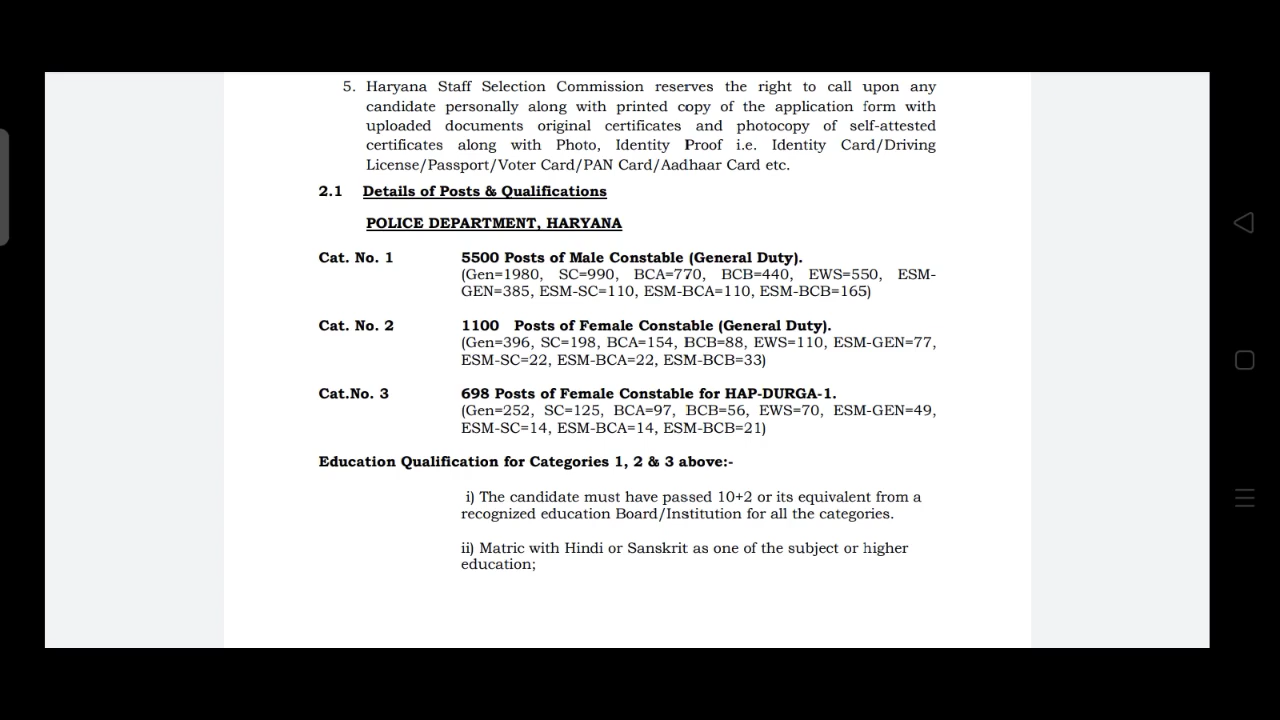 5. Haryana Staff Selection Commission reserves the right to call upon any
candidate personally along with printed copy of the application form with
uploaded documents original certificates and photocopy of self-attested
certificates along with Photo, Identity Proof i.e. Identity Card/Driving
License/Passport/Voter Card/PAN Card/Aadhaar Card etc.
2.1 Details of Posts & Qualifications
POLICE DEPARTMENT, HARYANA
Cat. No. 1 5500 Posts of Male Constable (General Duty).
(Gen=1980, SC=990, BCA=770, BCB=440, EWS=550, ESM-
GEN=385, ESM-SC=110, ESM-BCA=110, ESM-BCB=165)
Cat. No. 2 1100 Posts of Female Constable (General Duty).
(Gen=396, SC=198, BCA=154, BCB=88, EWS=110, ESM-GEN=77,
ESM-SC=22, ESM-BCA=22, ESM-BCB=33)
Cat.No. 3 698 Posts of Female Constable for HAP-DURGA-1.
(Gen=252, SC=125, BCA=97, BCB=56, EWS=70, ESM-GEN=49,
ESM-SC=14, ESM-BCA=14, ESM-BCB=21)
Education Qualification for Categories 1, 2 & 3 above:-
i) The candidate must have passed 10+2 or its equivalent from a
recognized education Board/Institution for all the categories.
ii) Matric with Hindi or Sanskrit as one of the subject or higher
education;